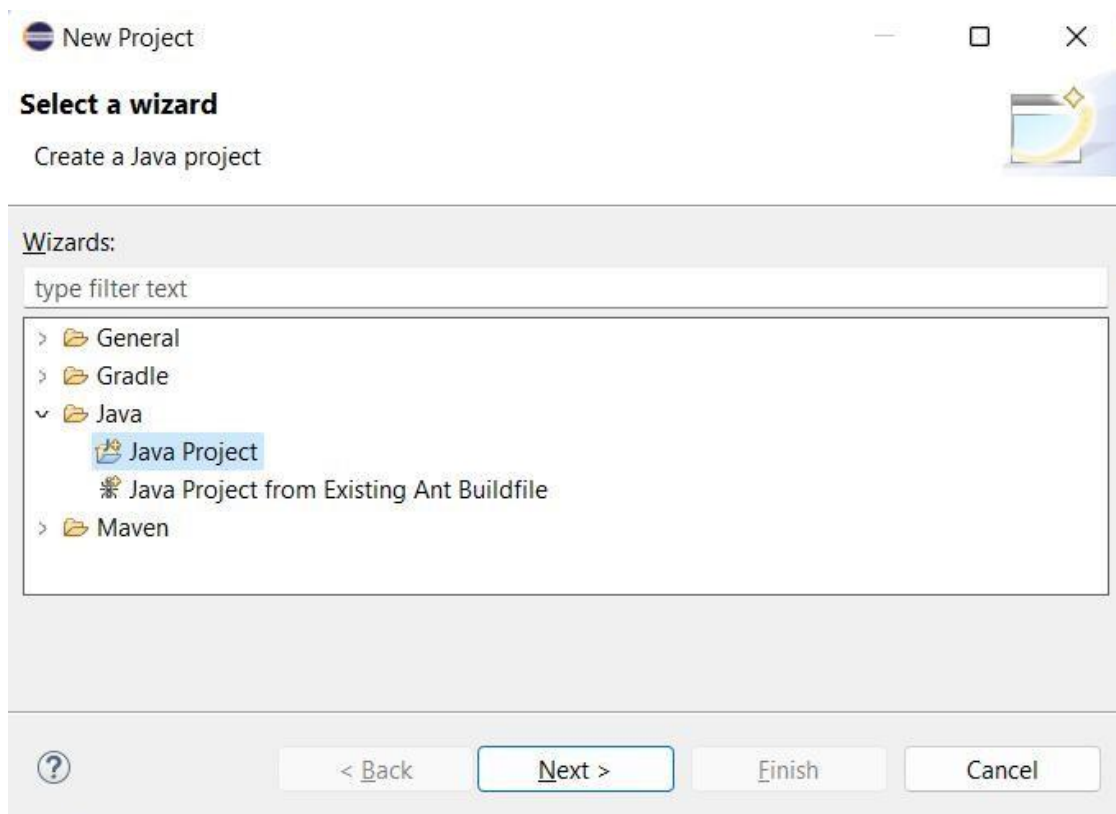 New Project
Select a wizard
Create a Java project
Wizards:
type filter text
General
Gradle
Java
Java Project
Java Project from Existing Ant Buildfile
Maven
?
< Back
Next >
Finish
Cancel